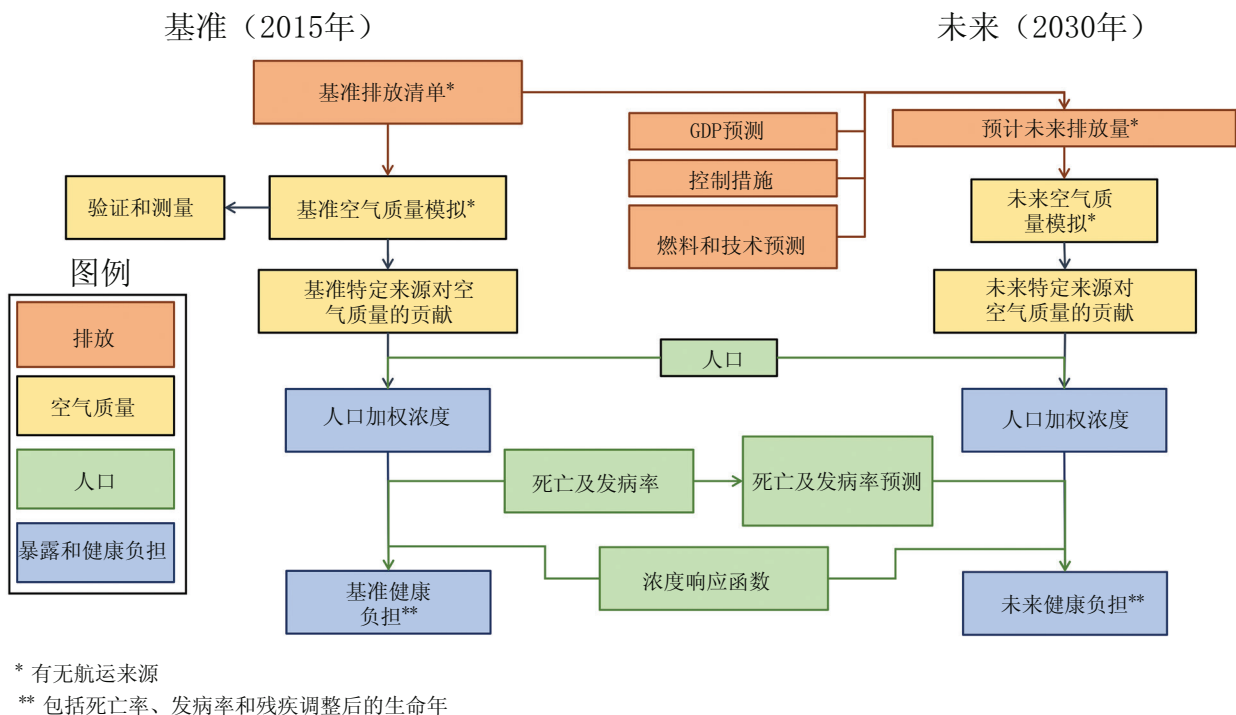 基准（2015年）
未来（2030年）
基准排放清单*
GDP预测
预计未来排放量*
控制措施
验证和测量
基准空气质量模拟*
未来空气质
量模拟*
燃料和技术预测
图例
基准特定来源对空
气质量的贡献
未来特定来源对
空气质量的贡献
排放
人口
空气质量
人口加权浓度
人口加权浓度
人口
死亡及发病率
死亡及发病率预测
暴露和健康负担
浓度响应函数
基准健康
负担**
未来健康负担**
* 有无航运来源
** 包括死亡率、发病率和残疾调整后的生命年